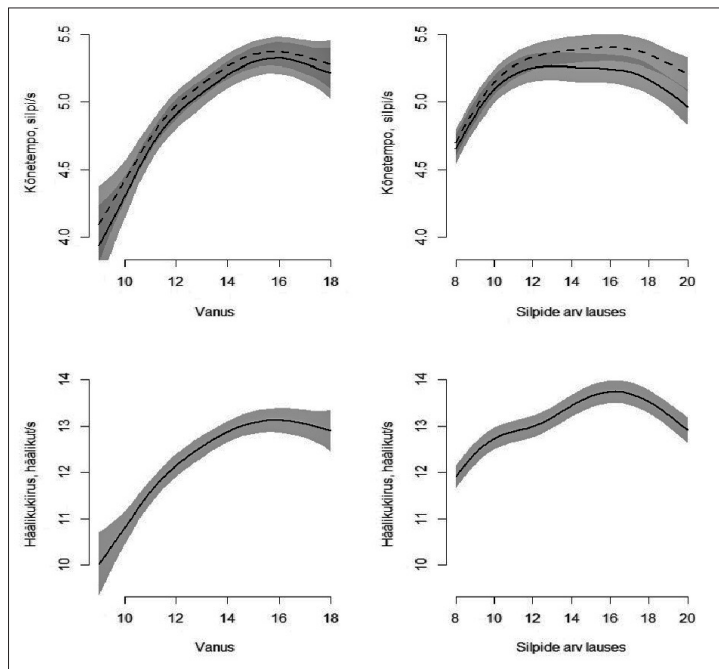 Kõnetempo, silpi/s
5.5
5.0
4.5
4.0
10 12 14 16 18
Vanus
Kõnetempo, silpi/s
5.5
5.0
4.5
4.0
8 10 12 14 16 18 20
Silpide arv lauses
Häälikukiirus, häälikut/s
14
13
12
11
10
10 12 14 16 18
Vanus
Häälikukiirus, häälikut/s
14
13
12
11
10
8 10 12 14 16 18 20
Silpide arv lauses